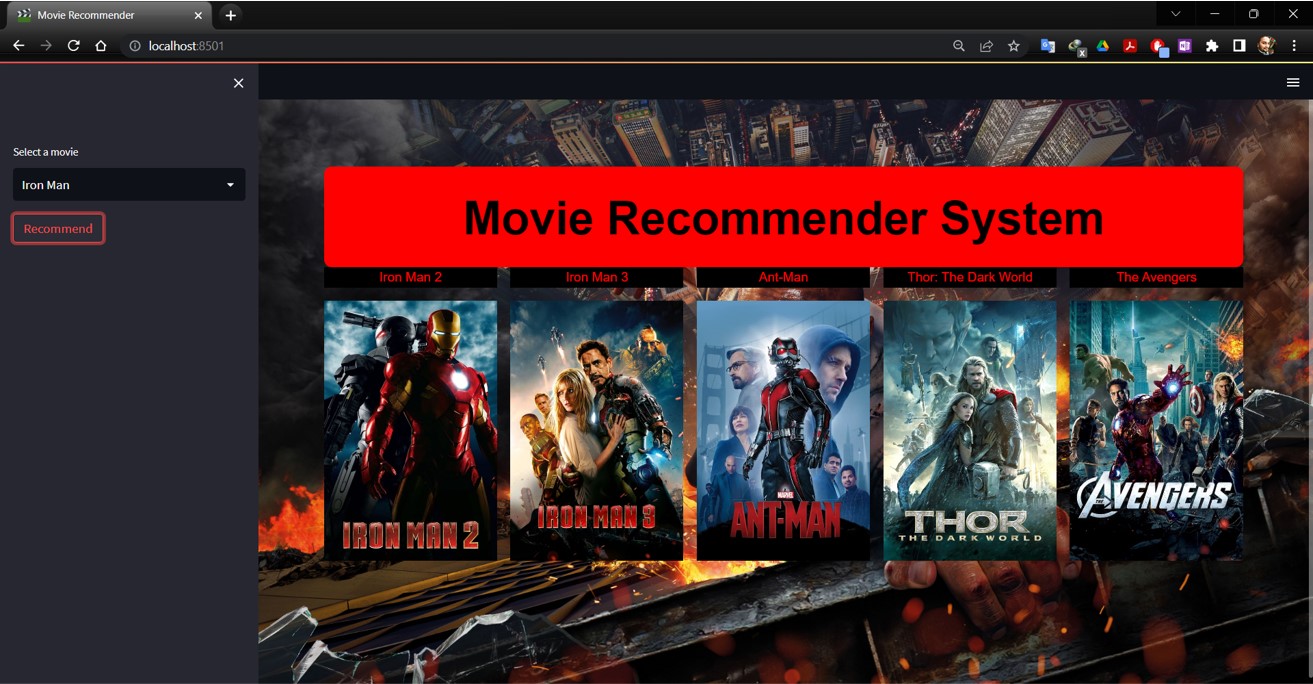 Movie Recommender
localhost:8501
Select a movie
Iron Man
Recommend
Movie Recommender System
Iron Man 2
Iron Man 3
Ant-Man
Thor: The Dark World
The Avengers
IRON MAN 2
IRON MAN 3
MARVEL
ANT-MAN
THOR
THE DARK WORLD
AVENGERS